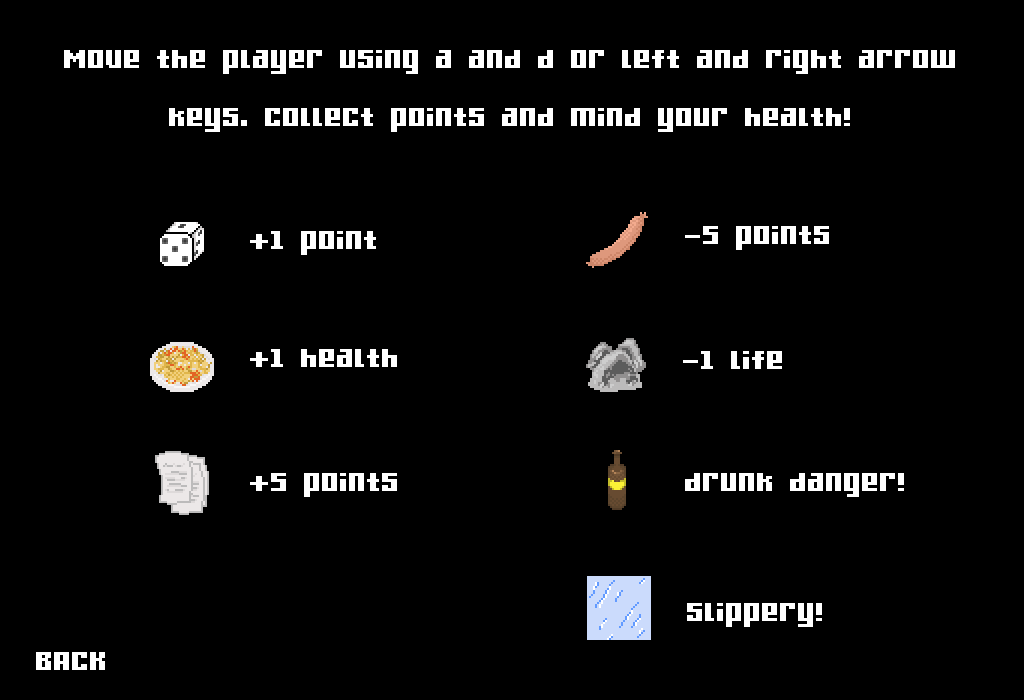 Move the player using a and d or left and right arrow
keys. Collect points and mind your health!
+1 point
-5 points
+1 health
-1 life
+5 points
drunk danger!
slippery!
BACK